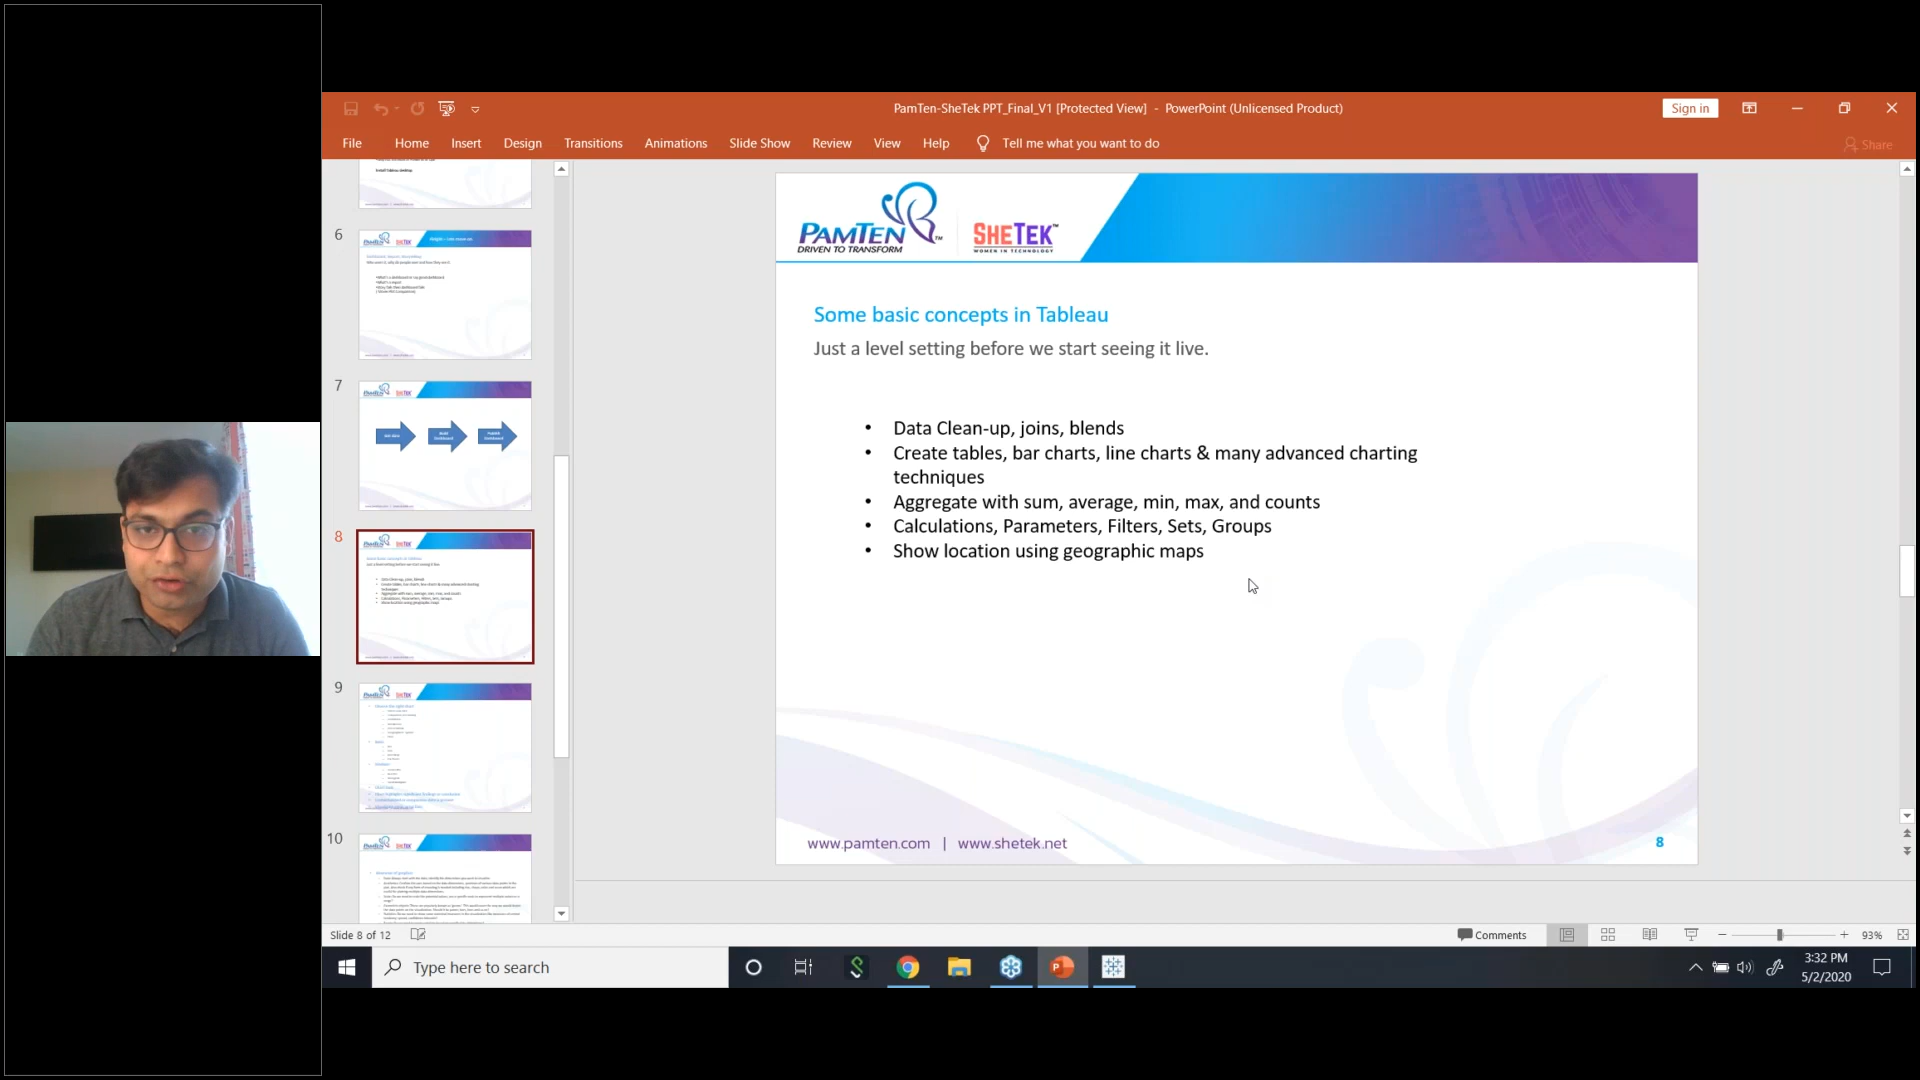 PamTen-SheTek PPT_Final_V1 [Protected View] - PowerPoint (Unlicensed Product)
Sign in
File Home Insert Design Transitions Animations Slide Show Review View Help Tell me what you want to do
Share
6
7
8
9
10
PAMTEN™
DRIVEN TO TRANSFORM
SHETEK™
WOMEN IN TECHNOLOGY
Some basic concepts in Tableau
Just a level setting before we start seeing it live.
• Data Clean-up, joins, blends
• Create tables, bar charts, line charts & many advanced charting
techniques
• Aggregate with sum, average, min, max, and counts
• Calculations, Parameters, Filters, Sets, Groups
• Show location using geographic maps
www.pamten.com | www.shetek.net
8
Slide 8 of 12
Comments
93%
Type here to search
3:32 PM
5/2/2020